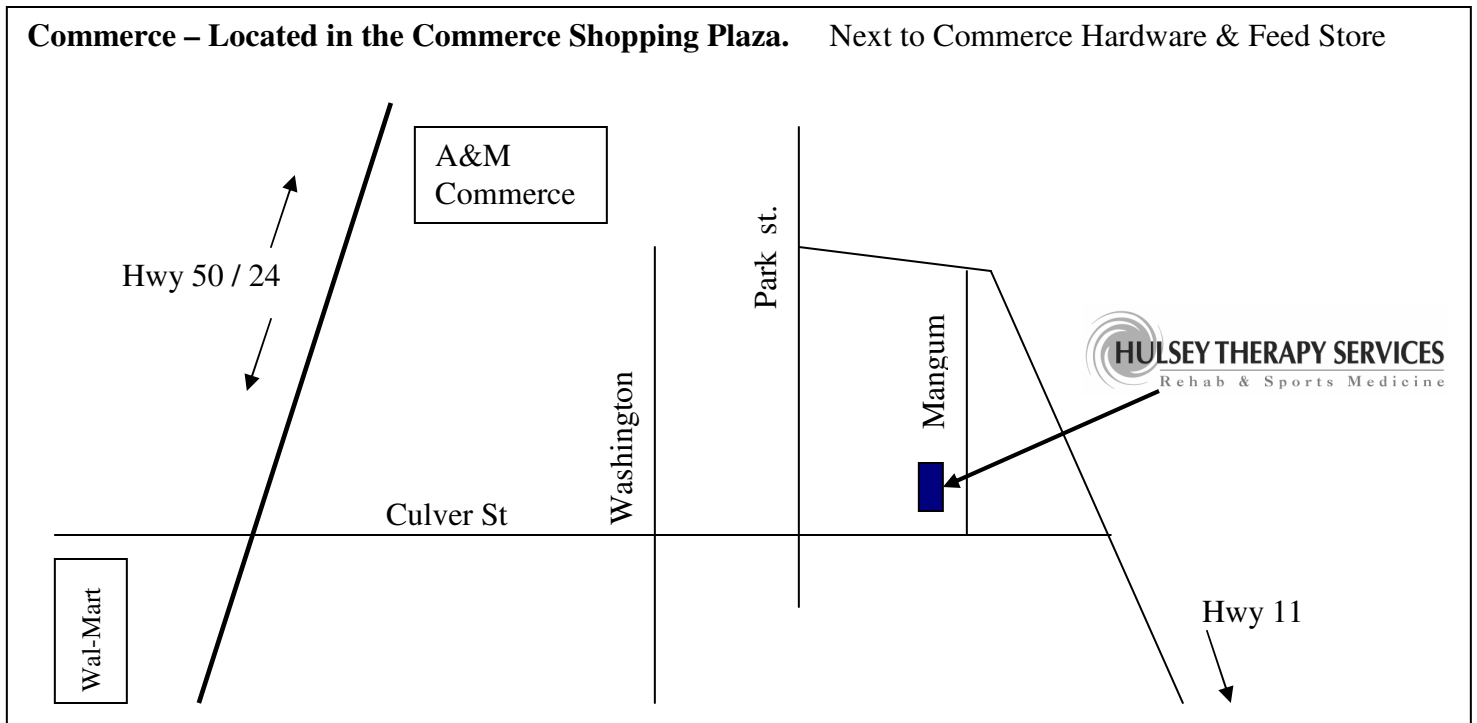 Commerce – Located in the Commerce Shopping Plaza. Next to Commerce Hardware & Feed Store
A&M
Commerce
Hwy 50 / 24
Park st.
Mangum
HULSEY THERAPY SERVICES
Rehab & Sports Medicine
Washington
Culver St
Wal-Mart
Hwy 11